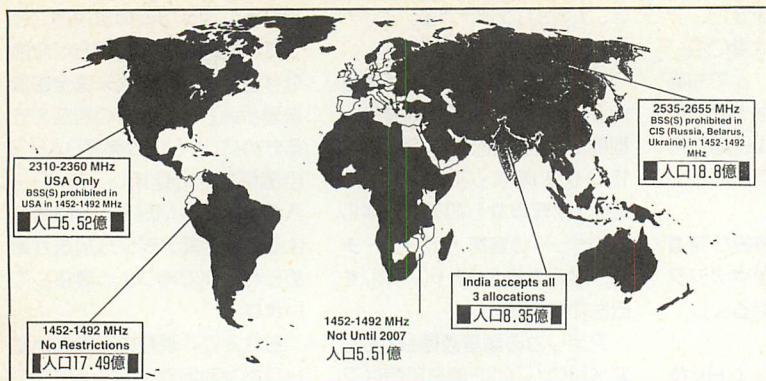 2535-2655 MHz
BSS(S) prohibited in
CIS (Russia, Belarus,
Ukraine) in 1452-1492
MHz
人口18.8億
2310-2360 MHz
USA Only
BSS(S) prohibited in
USA in 1452-1492 MHz
人口5.52億
India accepts all
3 allocations
人口8.35億
1452-1492 MHz
No Restrictions
人口17.49億
1452-1492 MHz
Not Until 2007
人口5.51億